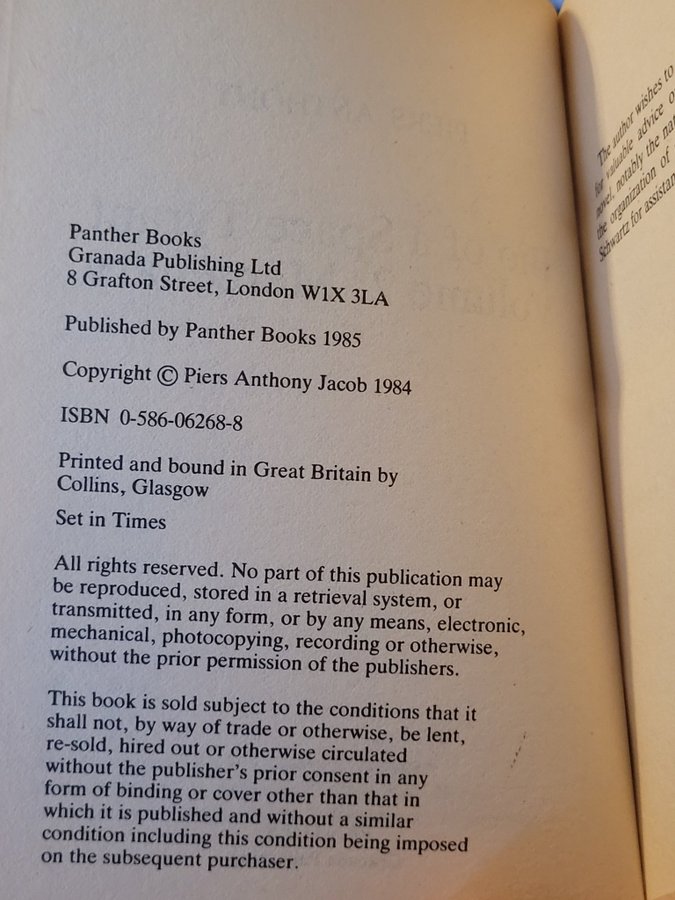 Panther Books
Granada Publishing Ltd
8 Grafton Street, London W1X 3LA
Published by Panther Books 1985
Copyright © Piers Anthony Jacob 1984
ISBN 0-586-06268-8
Printed and bound in Great Britain by
Collins, Glasgow
Set in Times
All rights reserved. No part of this publication may
be reproduced, stored in a retrieval system, or
transmitted, in any form, or by any means, electronic,
mechanical, photocopying, recording or otherwise,
without the prior permission of the publishers.
This book is sold subject to the conditions that it
shall not, by way of trade or otherwise, be lent,
re-sold, hired out or otherwise circulated
without the publisher's prior consent in any
form of binding or cover other than that in
which it is published and without a similar
condition including this condition being imposed
on the subsequent purchaser.
The author wishes to
for valuable advice
novel, notably the
the organization of
Schwartz for